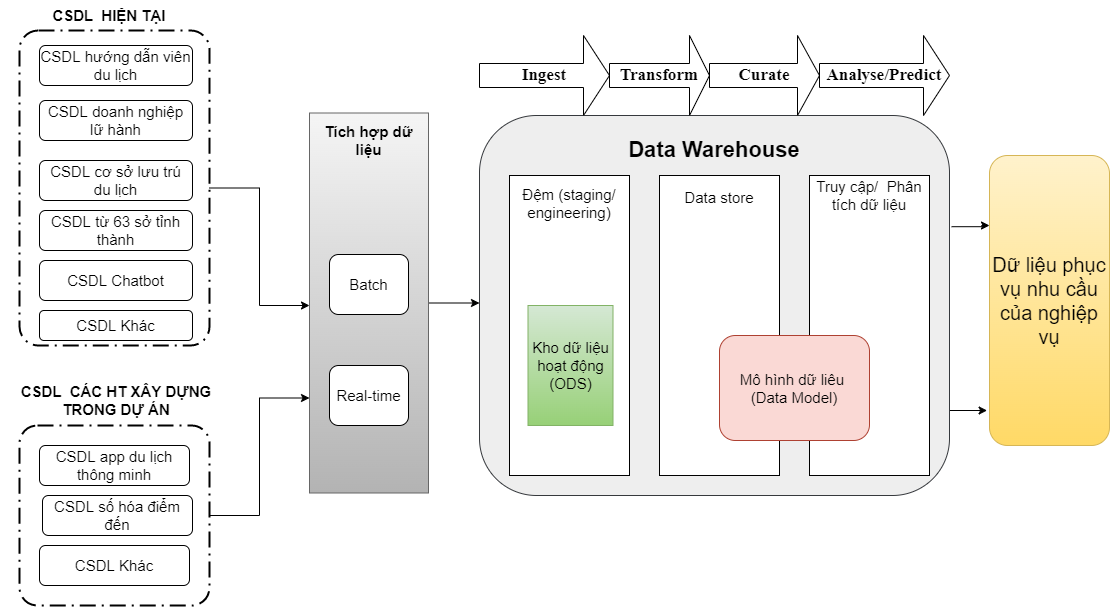 CSDL HIỆN TẠI
CSDL hướng dẫn viên
du lịch
CSDL doanh nghiệp
lữ hành
CSDL cơ sở lưu trú
du lịch
CSDL từ 63 sở tỉnh
thành
CSDL Chatbot
CSDL Khác
CSDL CÁC HT XÂY DỰNG
TRONG DỰ ÁN
CSDL app du lịch
thông minh
CSDL số hóa điểm
đến
CSDL Khác
Tích hợp dữ
liệu
Batch
Real-time
Ingest
Transform
Curate
Analyse/Predict
Data Warehouse
Đệm (staging/
engineering)
Kho dữ liệu
hoạt động
(ODS)
Data store
Truy cập/ Phân
tích dữ liệu
Mô hình dữ liêu
(Data Model)
Dữ liệu phục
vụ nhu cầu
của nghiệp
vụ